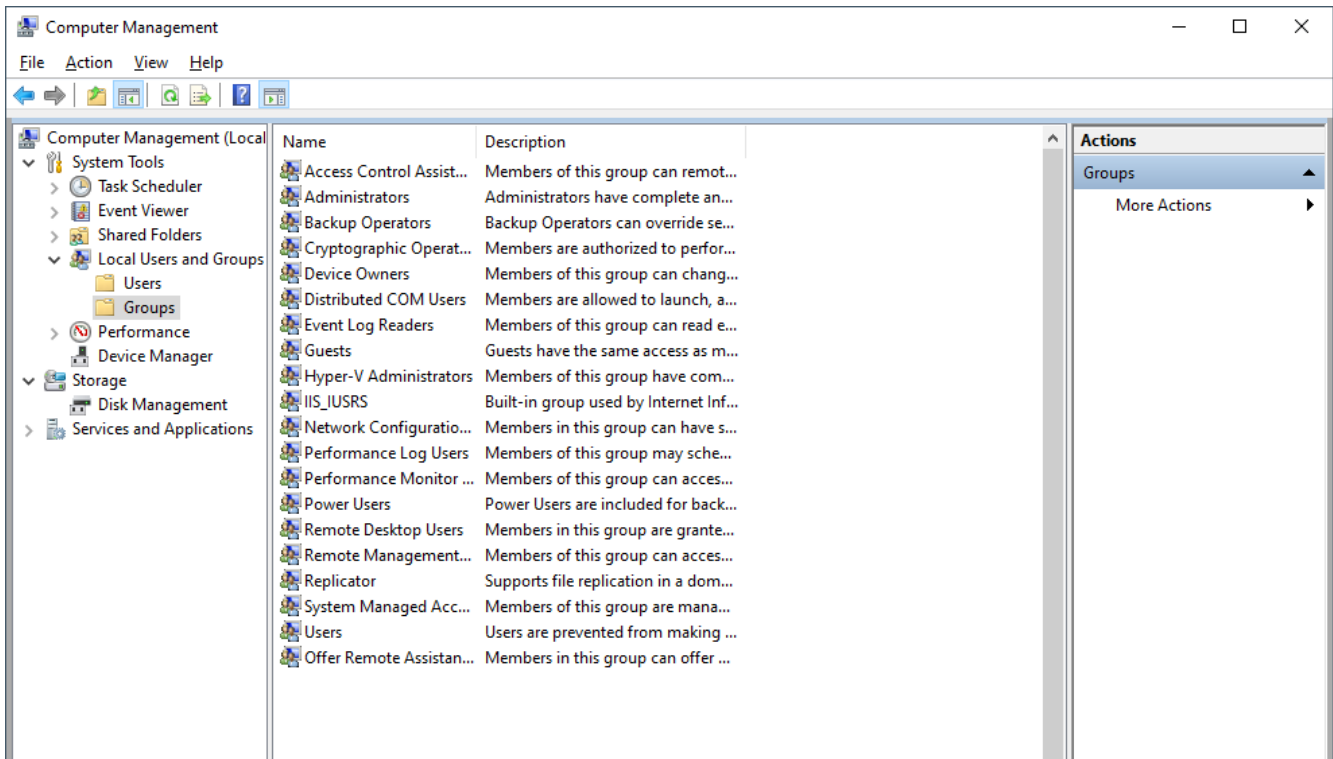 Computer Management
File Action View Help
Computer Management (Local
System Tools
Task Scheduler
Event Viewer
Shared Folders
Local Users and Groups
Users
Groups
Performance
Device Manager
Storage
Disk Management
Services and Applications
Name Description
Access Control Assist... Members of this group can remot...
Administrators Administrators have complete an...
Backup Operators Backup Operators can override se...
Cryptographic Operat... Members are authorized to perfor...
Device Owners Members of this group can chang...
Distributed COM Users Members are allowed to launch, a...
Event Log Readers Members of this group can read e...
Guests Guests have the same access as m...
Hyper-V Administrators Members of this group have com...
IIS_IUSRS Built-in group used by Internet Inf...
Network Configuratio... Members in this group can have s...
Performance Log Users Members of this group may sche...
Performance Monitor ... Members of this group can acces...
Power Users Power Users are included for back...
Remote Desktop Users Members in this group are grante...
Remote Management... Members of this group can acces...
Replicator Supports file replication in a dom...
System Managed Acc... Members of this group are mana...
Users Users are prevented from making ...
Offer Remote Assistan... Members in this group can offer ...
Actions
Groups
More Actions